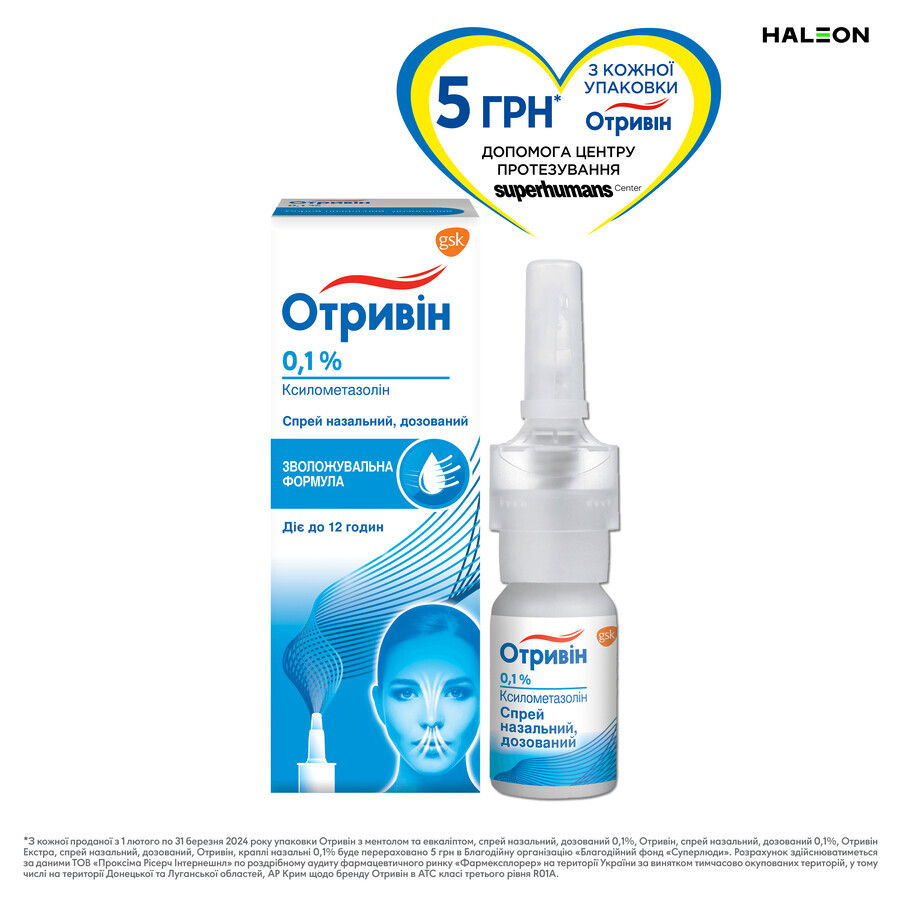 HALEON
5 ГРН*
З КОЖНОЇ
УПАКОВКИ
Отривін
ДОПОМОГА ЦЕНТРУ
ПРОТЕЗУВАННЯ
superhumans Center
Отривін
0,1%
Спрей назальний, дозований
gsk
Отривін
0,1%
Ксилометазолін
Спрей назальний, дозований
ЗВОЛОЖУВАЛЬНА
ФОРМУЛА
Діє до 12 годин
gsk
Отривін
0,1%
Ксилометазолін
Спрей
назальний,
дозований
*З кожної проданої з 1 лютого по 31 березня 2024 року упаковки Отривін з ментолом та евкаліптом, спрей назальний, дозований 0,1%, Отривін, спрей назальний, дозований 0,1%, Отривін
Екстра, спрей назальний, дозований, Отривін, краплі назальні 0,1% буде перераховано 5 грн в Благодійну організацію «Благодійний фонд «Суперлюди». Розрахунок здійснюватиметься
за даними ТОВ «Проксіма Рісерч Інтернешнл» по роздрібному аудиту фармацевтичного ринку «Фармексплорер» на території України за винятком тимчасово окупованих територій, у тому
числі на території Донецької та Луганської областей, АР Крим щодо бренду Отривін в АТС класі третього рівня R01A.